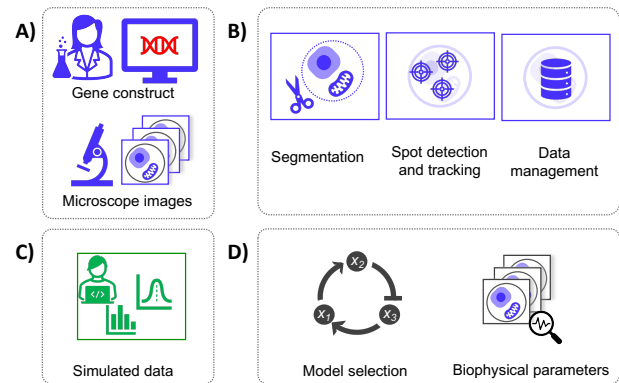 A)
Gene construct
Microscope images
B)
Segmentation
Spot detection
and tracking
Data
management
C)
</>
Simulated data
D)
x₂
x₁
x₃
Model selection
Biophysical parameters